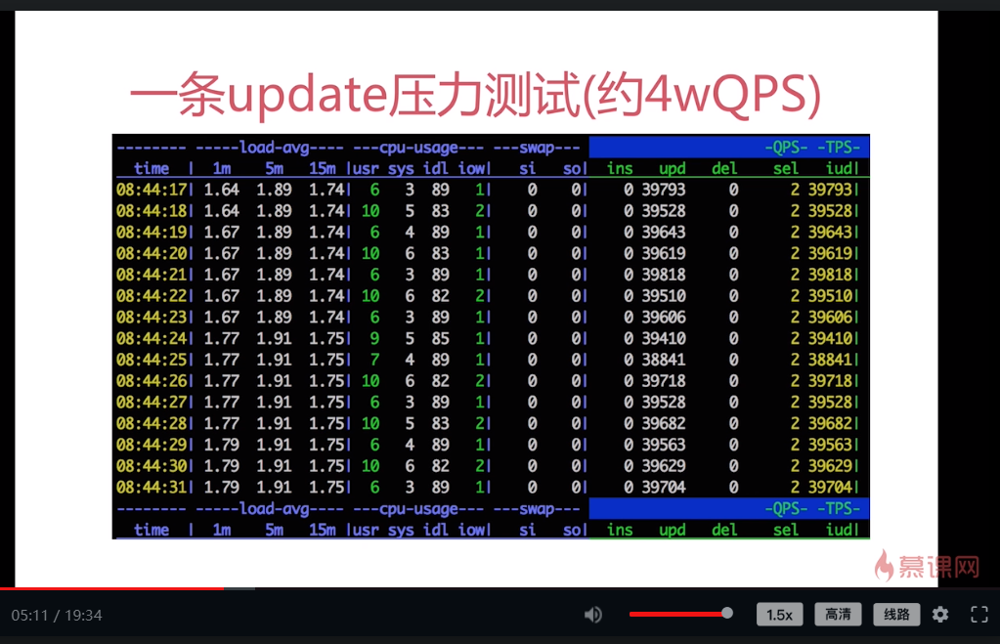 一条update压力测试(约4wQPS)
-------- -----load-avg---- ---cpu-usage--- ---swap--- -QPS- -TPS-
time | 1m 5m 15m |usr sys idl iow| si so| ins upd del sel iud|
08:44:17| 1.64 1.89 1.74| 6 3 89 1| 0 0| 0 39793 0 2 39793|
08:44:18| 1.64 1.89 1.74| 10 5 83 2| 0 0| 0 39528 0 2 39528|
08:44:19| 1.67 1.89 1.74| 6 4 89 1| 0 0| 0 39643 0 2 39643|
08:44:20| 1.67 1.89 1.74| 10 6 83 1| 0 0| 0 39619 0 2 39619|
08:44:21| 1.67 1.89 1.74| 6 3 89 1| 0 0| 0 39818 0 2 39818|
08:44:22| 1.67 1.89 1.74| 10 6 82 2| 0 0| 0 39510 0 2 39510|
08:44:23| 1.67 1.89 1.74| 6 3 89 1| 0 0| 0 39606 0 2 39606|
08:44:24| 1.77 1.91 1.75| 9 5 85 1| 0 0| 0 39410 0 2 39410|
08:44:25| 1.77 1.91 1.75| 7 4 89 1| 0 0| 0 38841 0 2 38841|
08:44:26| 1.77 1.91 1.75| 10 6 82 2| 0 0| 0 39718 0 2 39718|
08:44:27| 1.77 1.91 1.75| 6 3 89 1| 0 0| 0 39528 0 2 39528|
08:44:28| 1.77 1.91 1.75| 10 5 83 2| 0 0| 0 39682 0 2 39682|
08:44:29| 1.79 1.91 1.75| 6 4 89 1| 0 0| 0 39563 0 2 39563|
08:44:30| 1.79 1.91 1.75| 10 6 82 2| 0 0| 0 39629 0 2 39629|
08:44:31| 1.79 1.91 1.75| 6 3 89 1| 0 0| 0 39704 0 2 39704|
-------- -----load-avg---- ---cpu-usage--- ---swap--- -QPS- -TPS-
time | 1m 5m 15m |usr sys idl iow| si so| ins upd del sel iud|
慕课网
05:11 / 19:34 1.5x 高清 线路